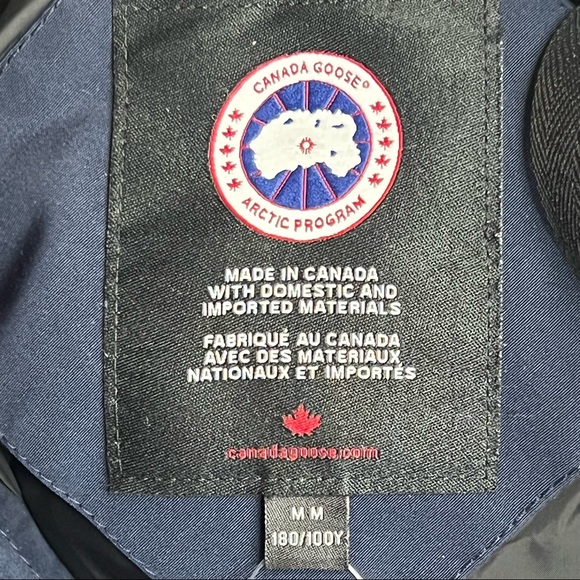 CANADA GOOSE®
ARCTIC PROGRAM
MADE IN CANADA
WITH DOMESTIC AND
IMPORTED MATERIALS
FABRIQUÉ AU CANADA
AVEC DES MATÉRIAUX
NATIONAUX ET IMPORTÉS
canadagoose.com
M M
180/100Y